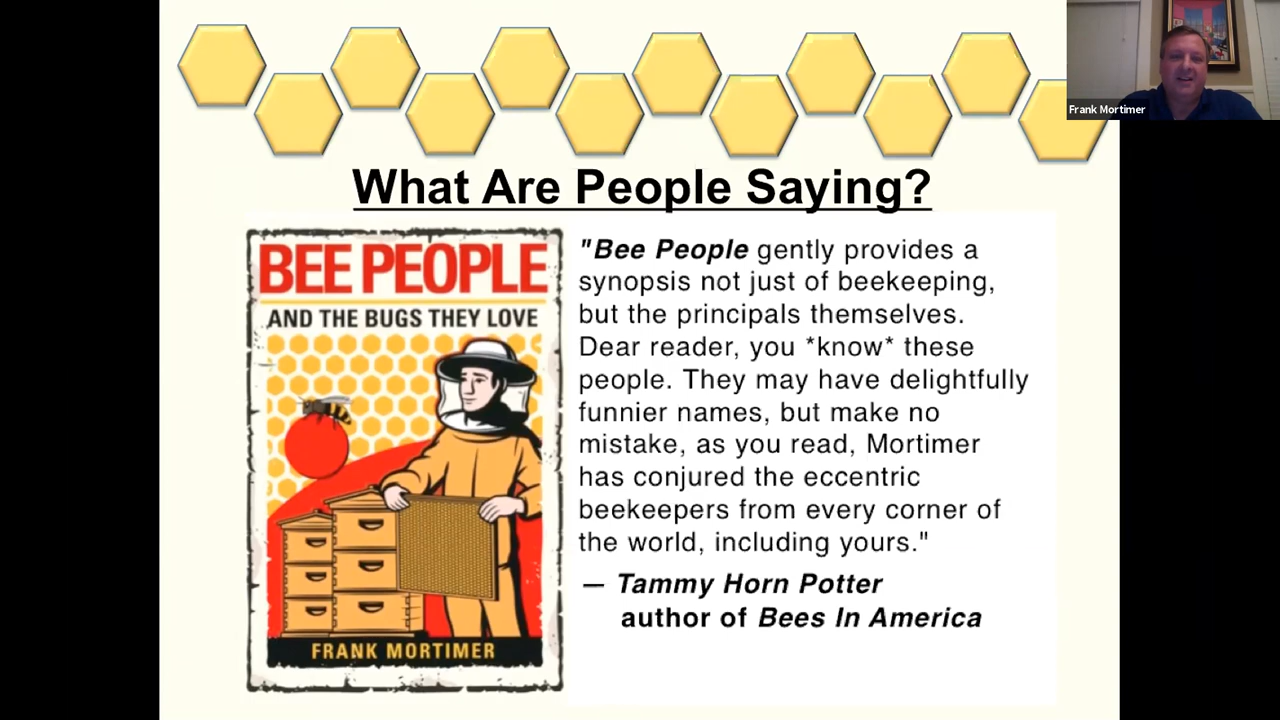 Frank Mortimer
What Are People Saying?
BEE PEOPLE
AND THE BUGS THEY LOVE
FRANK MORTIMER
"Bee People gently provides a
synopsis not just of beekeeping,
but the principals themselves.
Dear reader, you *know* these
people. They may have delightfully
funnier names, but make no
mistake, as you read, Mortimer
has conjured the eccentric
beekeepers from every corner of
the world, including yours."
— Tammy Horn Potter
author of Bees In America